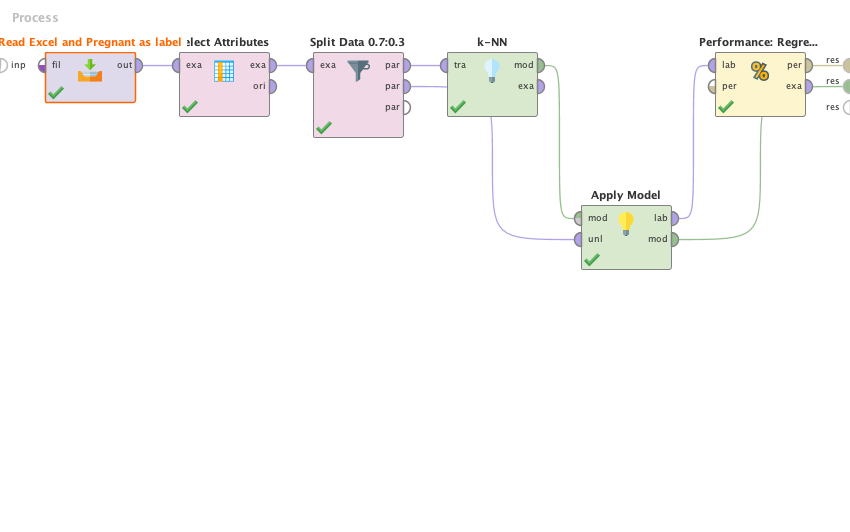 Process
Read Excel and Pregnant as label
elect Attributes
Split Data 0.7:0.3
k-NN
Performance: Regre...
inp
fil
out
exa
exa
ori
exa
par
par
par
tra
mod
exa
lab
per
per
exa
res
res
res
Apply Model
mod
lab
unl
mod